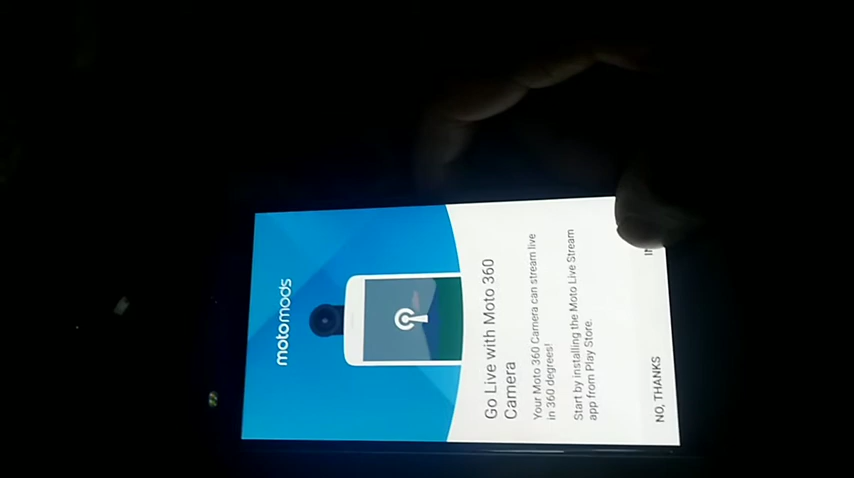 motomods
Go Live with Moto 360
Camera
Your Moto 360 Camera can stream live
in 360 degrees!
Start by installing the Moto Live Stream
app from Play Store.
NO, THANKS